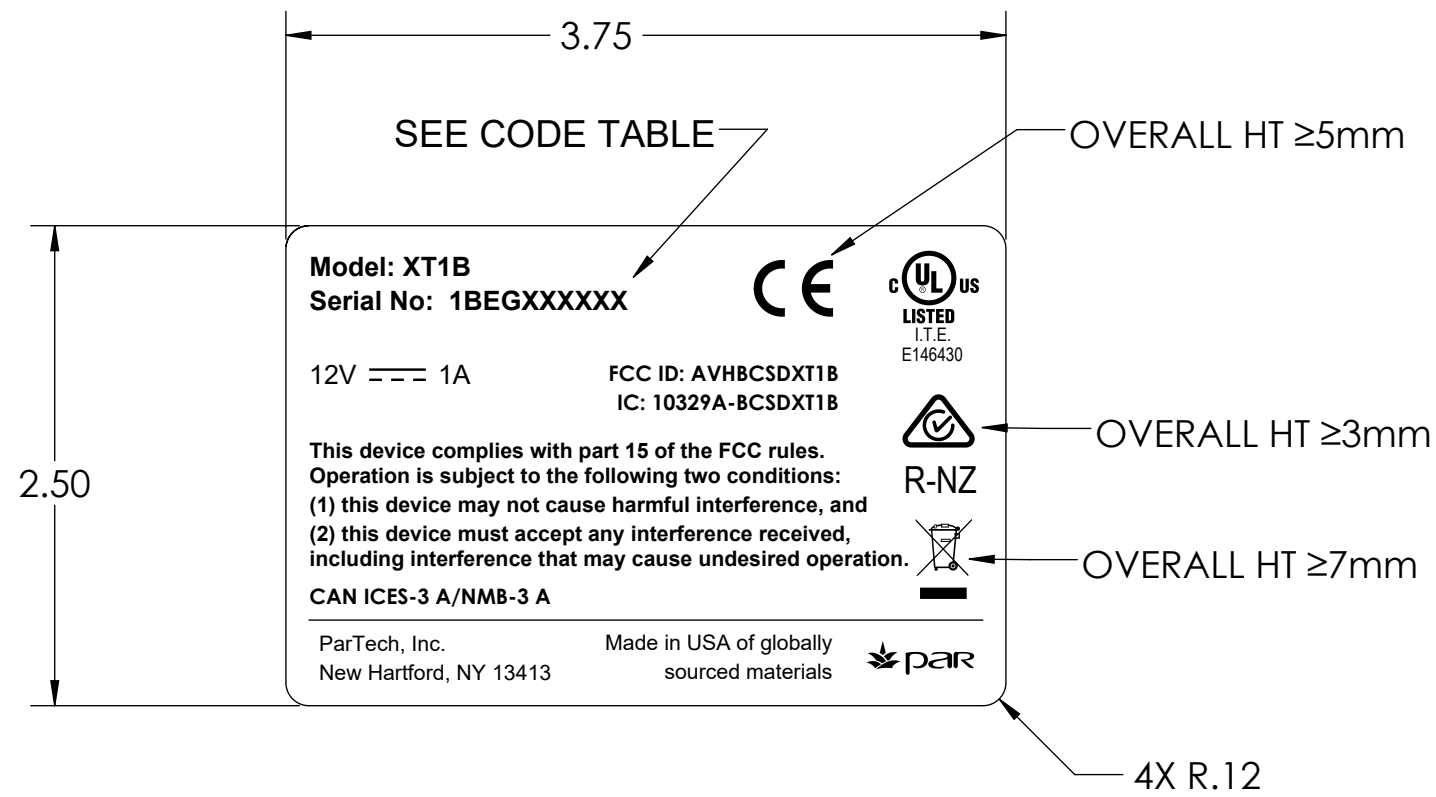 3.75
SEE CODE TABLE
OVERALL HT ≥5mm
Model: XT1B
Serial No: 1BEGXXXXXX
CE
C UL ® US
LISTED
I.T.E.
E146430
12V 1A
FCC ID: AVHBCSDXT1B
IC: 10329A-BCSDXT1B
OVERALL HT ≥3mm
R-NZ
2.50
This device complies with part 15 of the FCC rules.
Operation is subject to the following two conditions:
(1) this device may not cause harmful interference, and
(2) this device must accept any interference received,
including interference that may cause undesired operation.
OVERALL HT ≥7mm
CAN ICES-3 A/NMB-3 A
ParTech, Inc.
New Hartford, NY 13413
Made in USA of globally
sourced materials
par
4X R.12